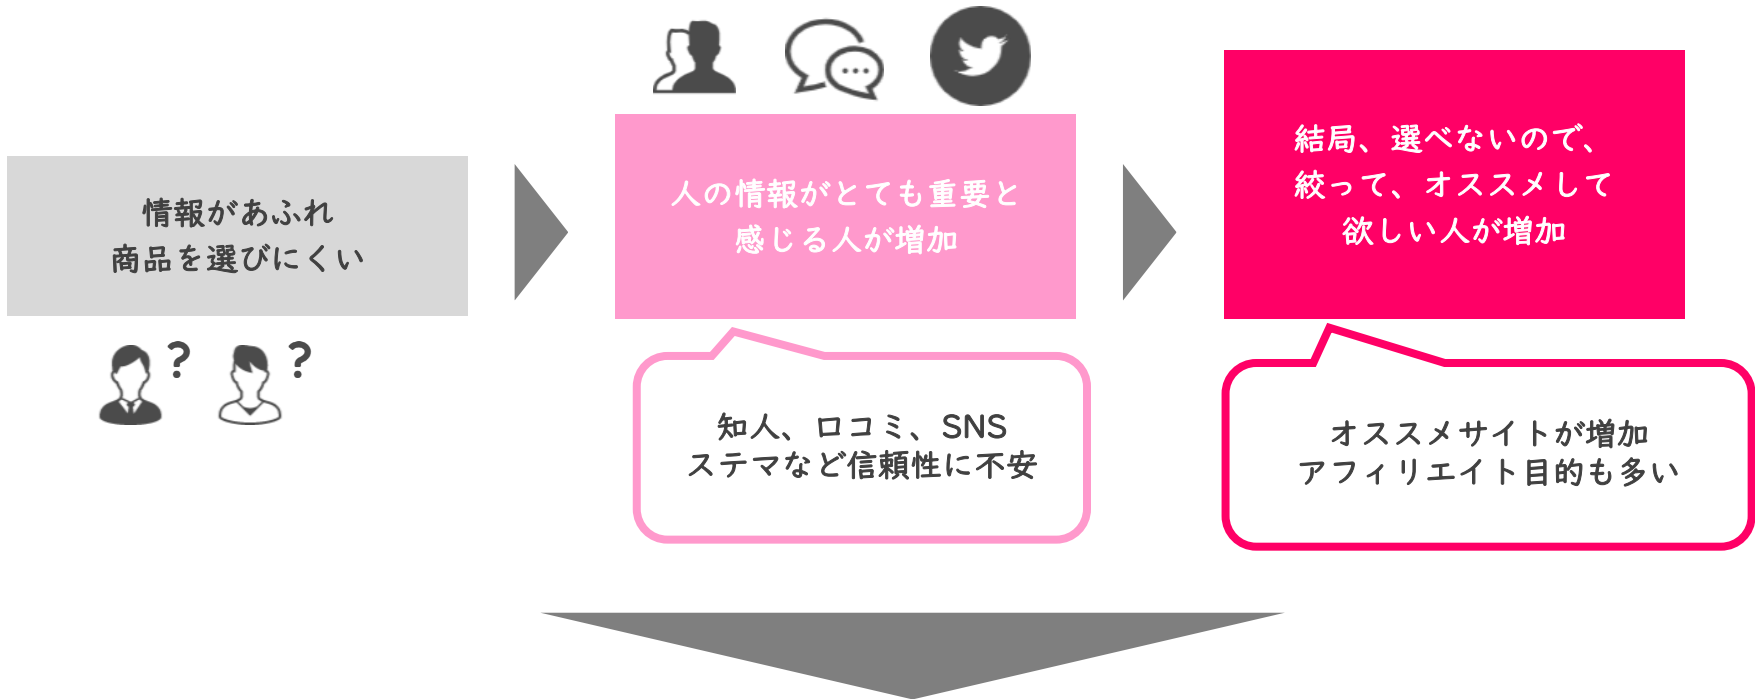 情報があふれ
商品を選びにくい
?
?
人の情報がとても重要と
感じる人が増加
知人、口コミ、SNS
ステマなど信頼性に不安
結局、選べないので、
絞って、オススメして
欲しい人が増加
オススメサイトが増加
アフィリエイト目的も多い